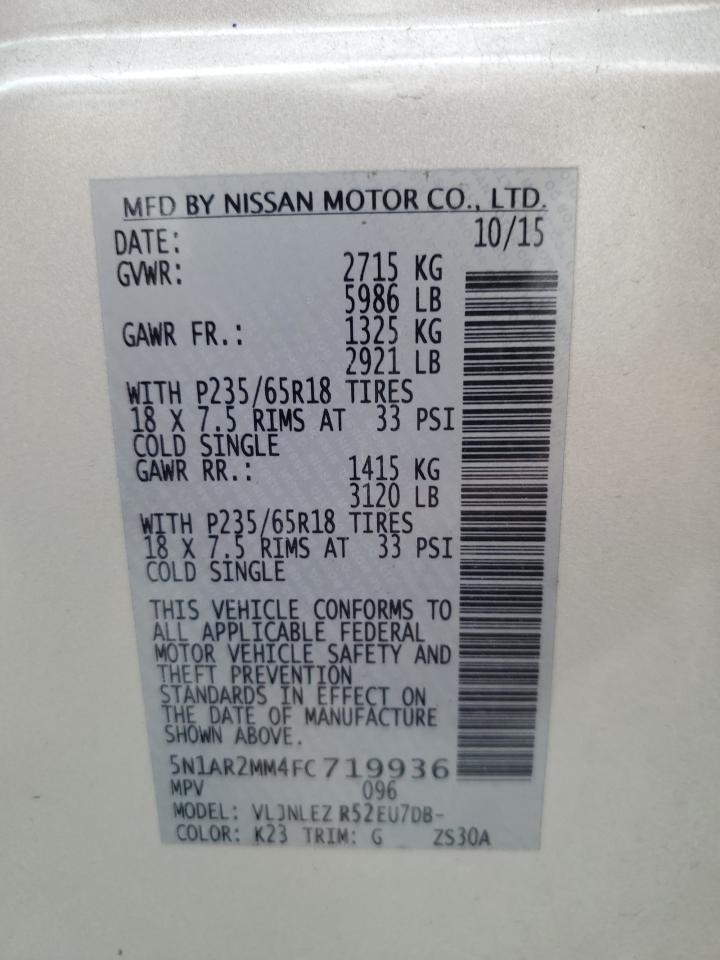 MFD BY NISSAN MOTOR CO., LTD.
DATE: 10/15
GVWR: 2715 KG
5986 LB
GAWR FR.: 1325 KG
2921 LB
WITH P235/65R18 TIRES
18 X 7.5 RIMS AT 33 PSI
COLD SINGLE
GAWR RR.: 1415 KG
3120 LB
WITH P235/65R18 TIRES
18 X 7.5 RIMS AT 33 PSI
COLD SINGLE
THIS VEHICLE CONFORMS TO
ALL APPLICABLE FEDERAL
MOTOR VEHICLE SAFETY AND
THEFT PREVENTION
STANDARDS IN EFFECT ON
THE DATE OF MANUFACTURE
SHOWN ABOVE.
5N1AR2MM4FC719936
MPV 096
MODEL: VLJNLEZ R52EU7DB-
COLOR: K23 TRIM: G ZS30A